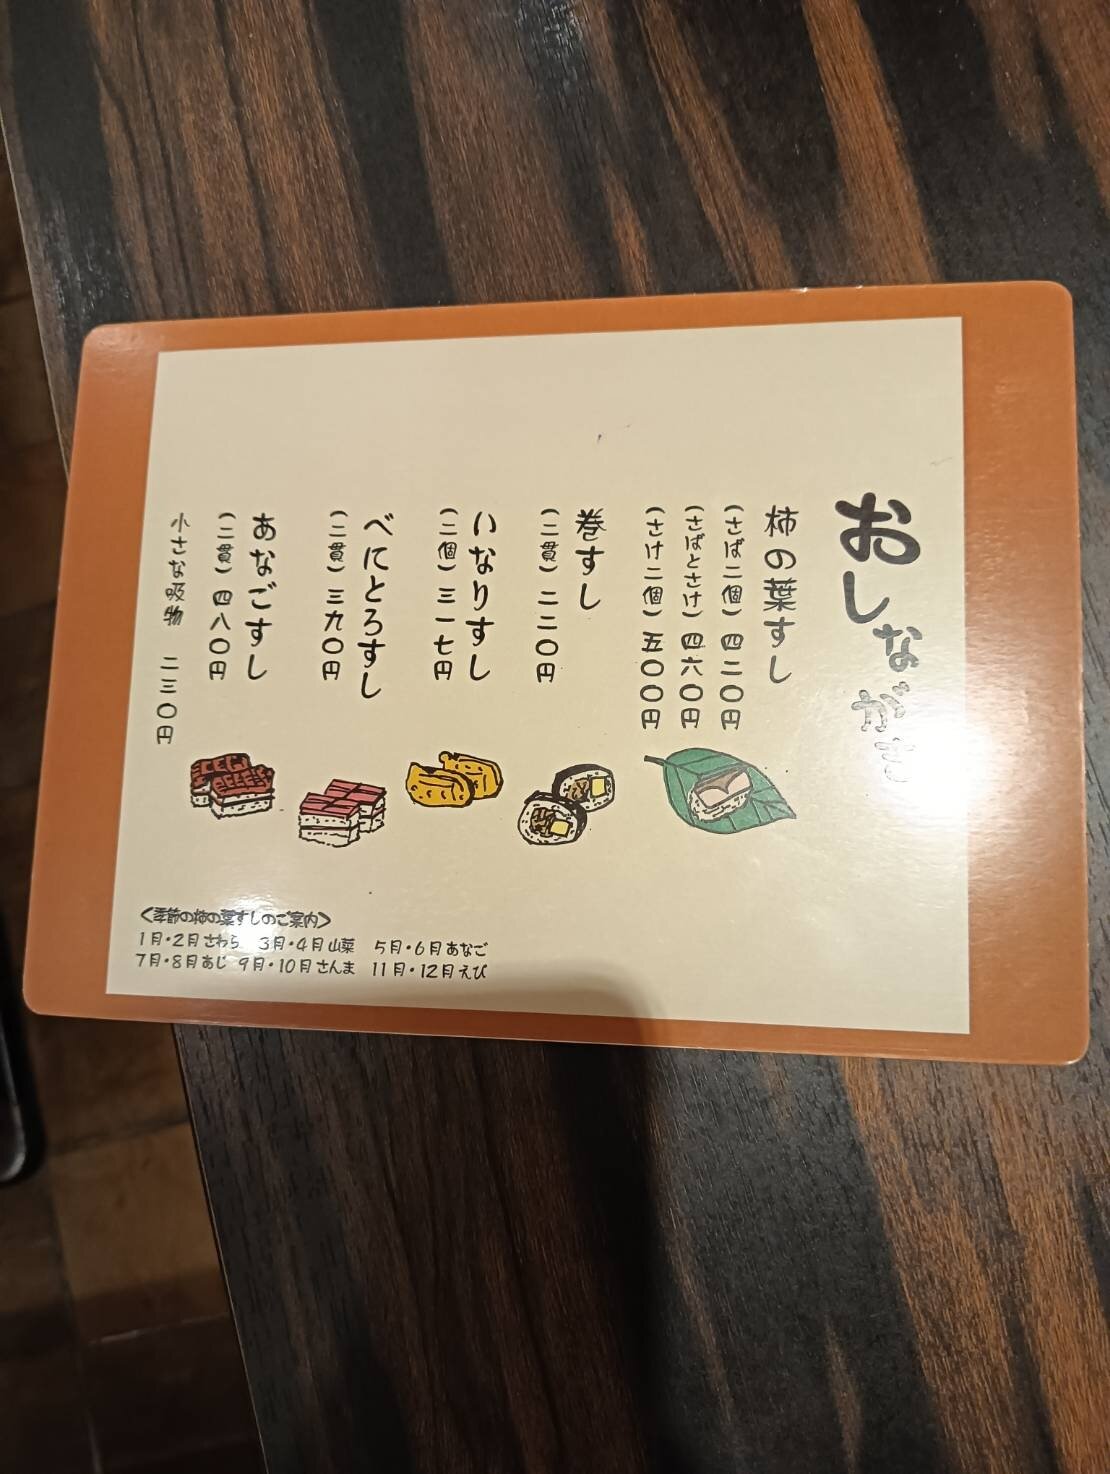 おしながき
柿の葉すし
(さば二個) 四二〇円
(さばとさけ) 四六〇円
(さけ二個) 五〇〇円
巻すし
(二貫) 二二〇円
いなりすし
(二個) 三一七円
べにとろすし
(二貫) 三九〇円
あなごすし
(二貫) 四八〇円
小さな吸物 二三〇円
<季節の柿の葉すしのご案内>
1月・2月 さわら 3月・4月 山菜 5月・6月 あなご
7月・8月 あじ 9月・10月 さんま 11月・12月 えび